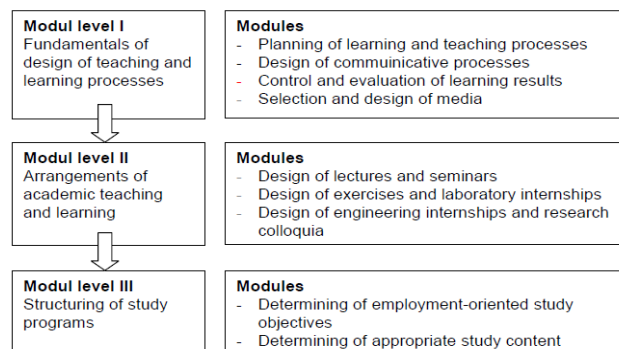 Modul level I
Fundamentals of
design of teaching and
learning processes
Modules
- Planning of learning and teaching processes
- Design of commuinicative processes
- Control and evaluation of learning results
- Selection and design of media
Modul level II
Arrangements of
academic teaching
and learning
Modules
- Design of lectures and seminars
- Design of exercises and laboratory internships
- Design of engineering internships and research
colloquia
Modul level III
Structuring of study
programs
Modules
- Determining of employment-oriented study
objectives
- Determining of appropriate study content